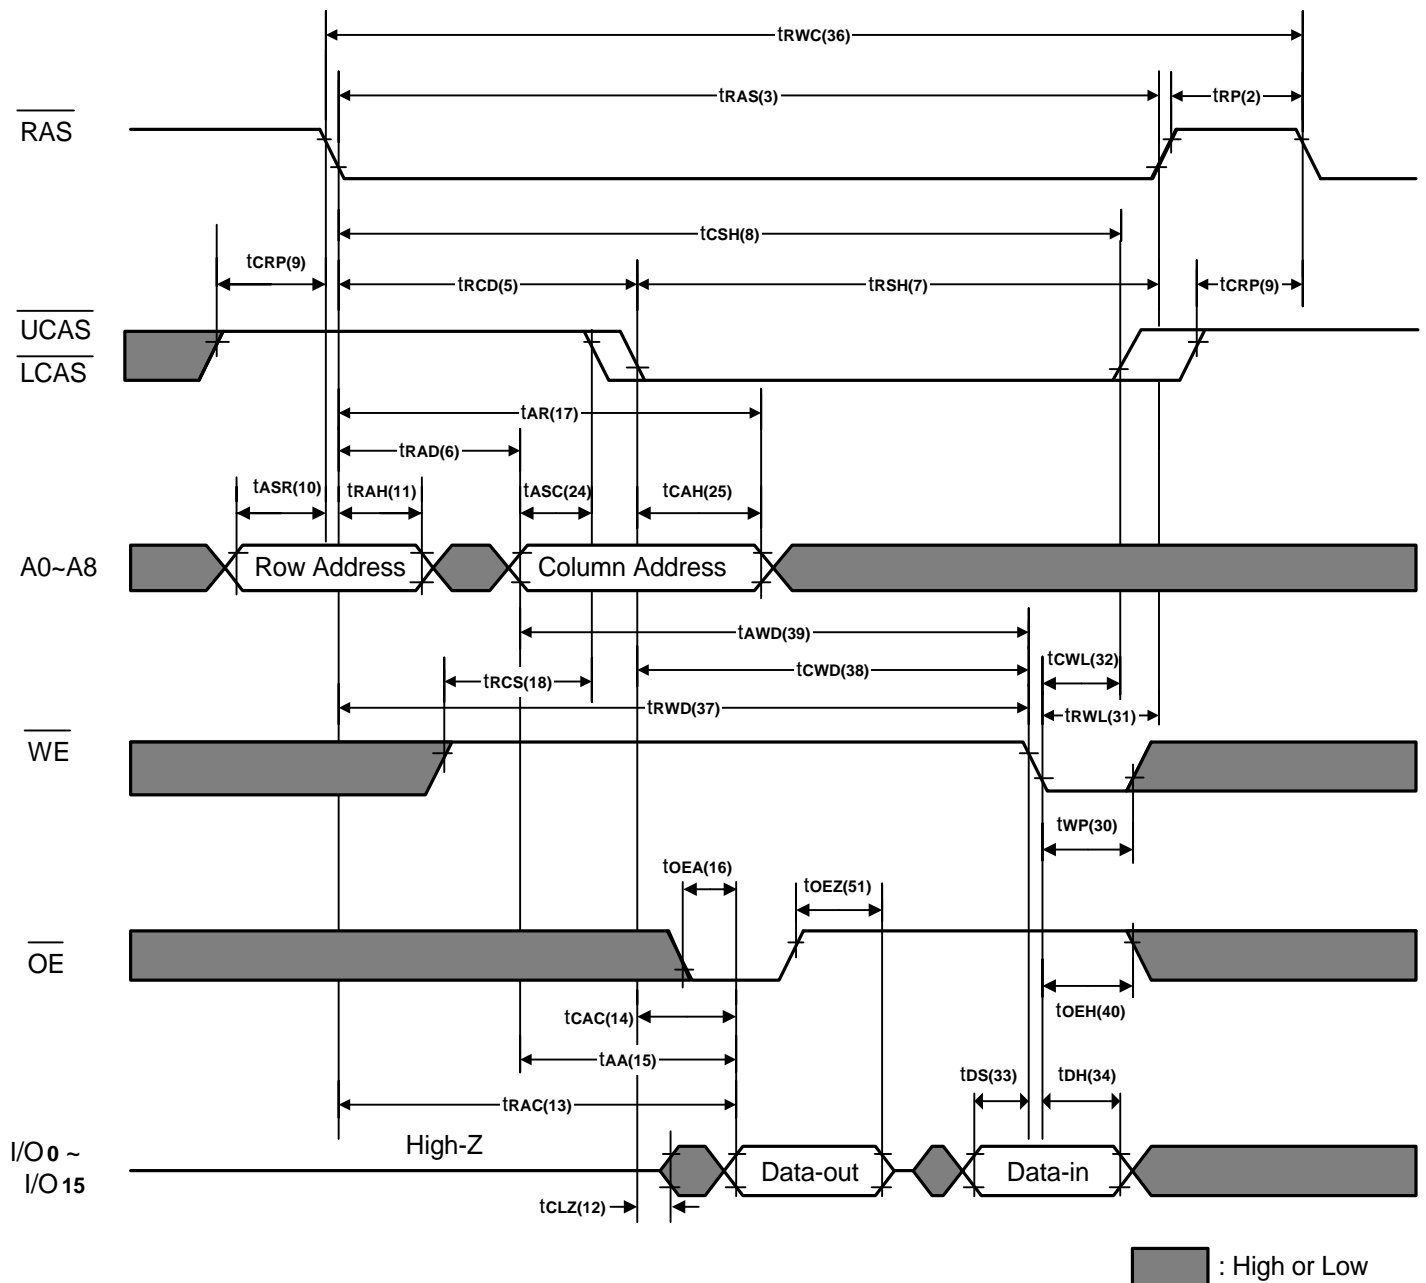 tRWC(36)
tRAS(3)
tRP(2)
RAS
tCSH(8)
tCRP(9)
tRCD(5)
tRSH(7)
tCRP(9)
UCAS
LCAS
tAR(17)
tRAD(6)
tASR(10)
tRAH(11)
tASC(24)
tCAH(25)
A0~A8
Row Address
Column Address
tAWD(39)
tRCS(18)
tCWD(38)
tCWL(32)
tRWD(37)
tRWL(31)
WE
tWP(30)
tOEA(16)
tOEZ(51)
OE
tCAC(14)
tOEH(40)
tAA(15)
tDS(33)
tDH(34)
tRAC(13)
I/O0 ~
I/O15
High-Z
Data-out
Data-in
tCLZ(12)
: High or Low